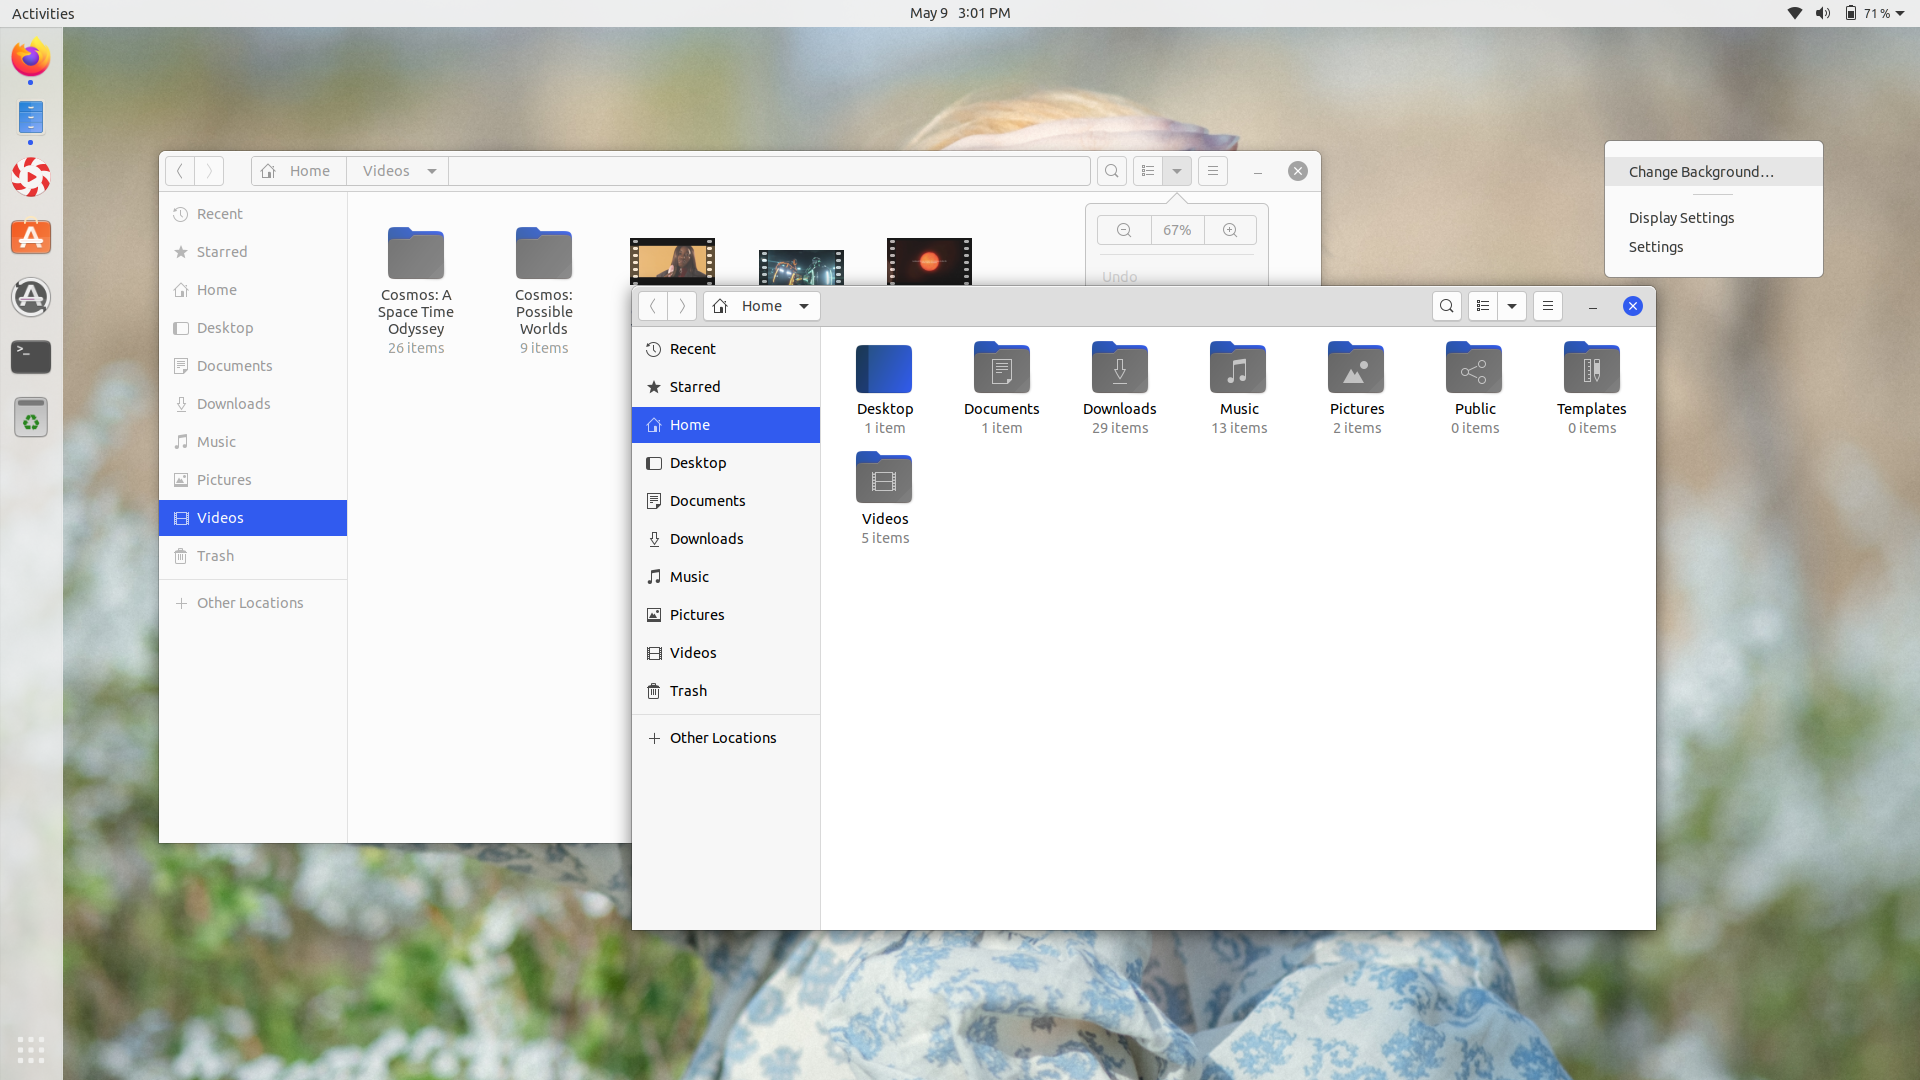 Activities
May 9 3:01 PM
71 %
Home
Videos
Recent
Starred
Home
Desktop
Documents
Downloads
Music
Pictures
Videos
Trash
Other Locations
Cosmos: A
Space Time
Odyssey
26 items
Cosmos:
Possible
Worlds
9 items
67%
Undo
Change Background…
Display Settings
Settings
Home
Recent
Starred
Home
Desktop
Documents
Downloads
Music
Pictures
Videos
Trash
Other Locations
Desktop
1 item
Documents
1 item
Downloads
29 items
Music
13 items
Pictures
2 items
Public
0 items
Templates
0 items
Videos
5 items